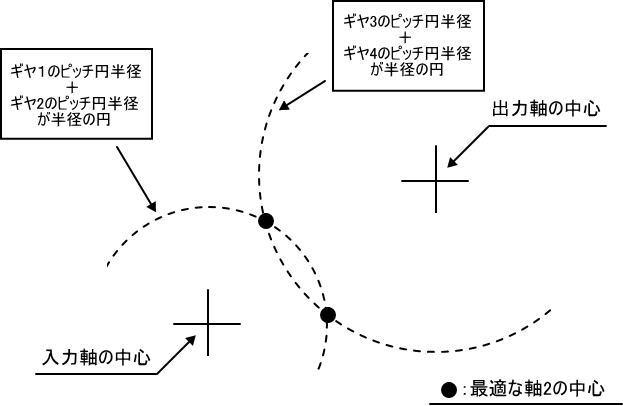 ギヤ3のピッチ円半径
＋
ギヤ4のピッチ円半径
が半径の円
ギヤ１のピッチ円半径
＋
ギヤ2のピッチ円半径
が半径の円
出力軸の中心
入力軸の中心
●：最適な軸2の中心